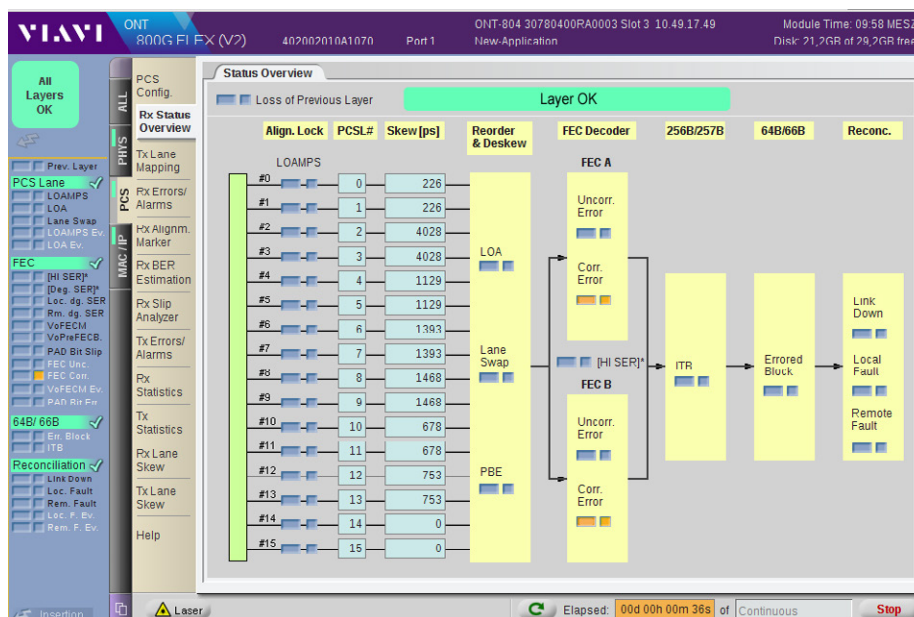 VIAVI
ONT
800G FLEX (V2)
402002010A1070
Port 1
ONT-804 30780400RA0003 Slot 3 10.49.17.49
New-Application
Module Time: 09:58 MESZ
Disk: 21,2GB of 29,2GB free
All
Layers
OK
Prev. Layer
PCS Lane
LOAMPS
LOA
Lane Swap
LOAMPS Ev.
LOA Ev.
FEC
[HI SER]*
[Deg. SER]*
Loc. dg. SER
Rm. dg. SER
VoFECM
VoPreFECB.
PAD Bit Slip
FEC Unc.
FEC Corr.
VoFECM Ev.
PAD Bit Err.
64B/ 66B
Err. Block
ITB
Reconciliation
Link Down
Loc. Fault
Rem. Fault
Loc. F. Ev.
Rem. F. Ev.
Insertion
ALL
PHYS
PCS
MAC / IP
PCS
Config.
Rx Status
Overview
Tx Lane
Mapping
Rx Errors/
Alarms
Rx Alignm.
Marker
Rx BER
Estimation
Rx Slip
Analyzer
Tx Errors/
Alarms
Rx
Statistics
Tx
Statistics
Rx Lane
Skew
Tx Lane
Skew
Help
Status Overview
Loss of Previous Layer
Layer OK
Align. Lock PCSL# Skew [ps]
LOAMPS
#0 0 226
#1 1 226
#2 2 4028
#3 3 4028
#4 4 1129
#5 5 1129
#6 6 1393
#7 7 1393
#8 8 1468
#9 9 1468
#10 10 678
#11 11 678
#12 12 753
#13 13 753
#14 14 0
#15 15 0
Reorder
& Deskew
LOA
Lane
Swap
PBE
FEC Decoder
FEC A
Uncorr.
Error
Corr.
Error
[HI SER]*
FEC B
Uncorr.
Error
Corr.
Error
256B/257B
ITB
64B/66B
Errored
Block
Reconc.
Link
Down
Local
Fault
Remote
Fault
Laser
Elapsed: 00d 00h 00m 36s of Continuous
Stop